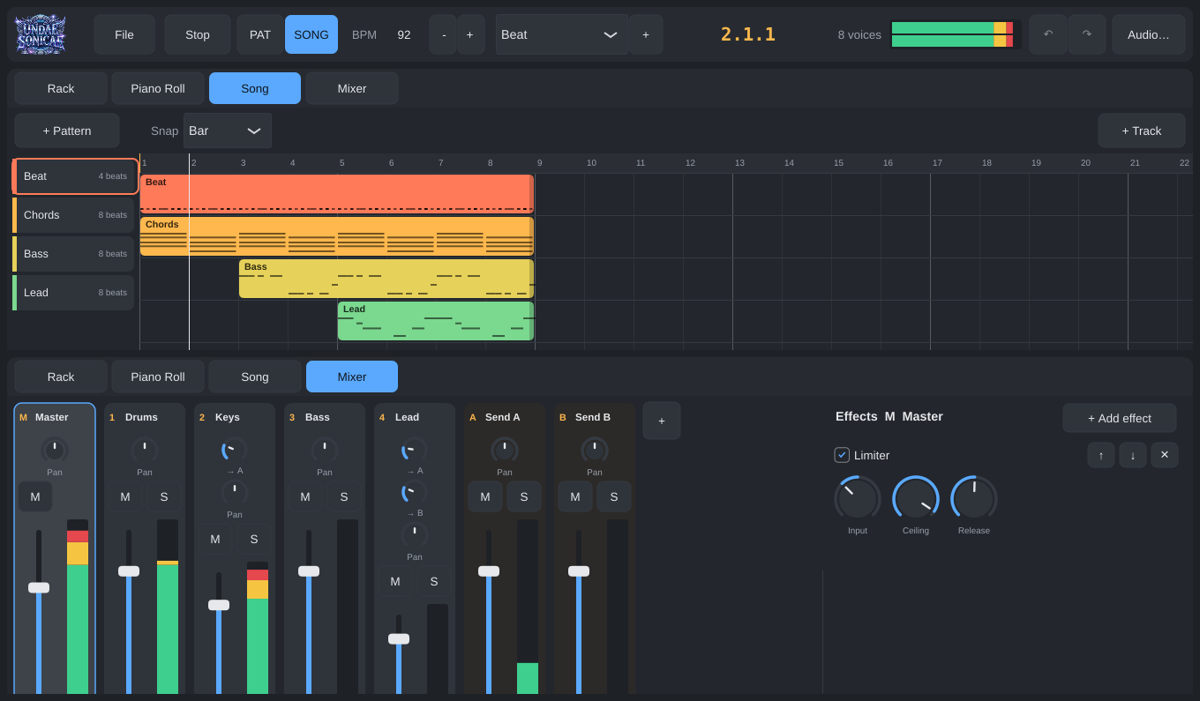 UNDAE
SONICAE
File
Stop
PAT
SONG
BPM
92
-
+
Beat
+
2.1.1
8 voices
↶
↷
Audio...
Rack
Piano Roll
Song
Mixer
+ Pattern
Snap
Bar
+ Track
1 2 3 4 5 6 7 8 9 10 11 12 13 14 15 16 17 18 19 20 21 22
Beat 4 beats
Chords 8 beats
Bass 8 beats
Lead 8 beats
Beat
Chords
Bass
Lead
Rack
Piano Roll
Song
Mixer
M Master
Pan
M
1 Drums
Pan
M S
2 Keys
→ A
Pan
M S
3 Bass
Pan
M S
4 Lead
→ A
→ B
Pan
M S
A Send A
Pan
M S
B Send B
Pan
M S
+
Effects M Master
+ Add effect
Limiter
↑ ↓ ✕
Input
Ceiling
Release